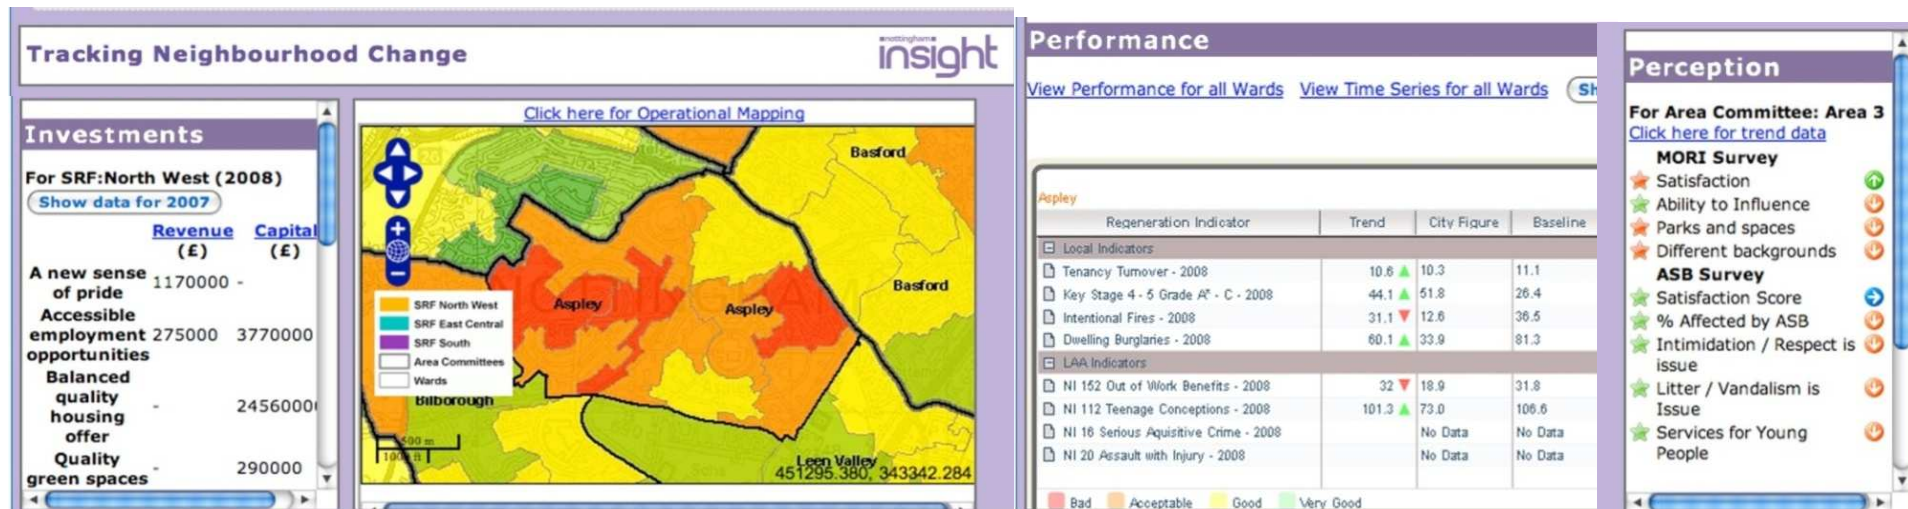 Tracking Neighbourhood Change
nottingham
insight
Investments
For SRF:North West (2008)
Show data for 2007
Revenue Capital
(£) (£)
A new sense
of pride 1170000 -
Accessible
employment 275000 3770000
opportunities
Balanced
quality
housing - 2456000
offer
Quality
green spaces - 290000
Click here for Operational Mapping
Basford
Basford
Aspley
Aspley
SRF North West
SRF East Central
SRF South
Area Committees
Wards
Bilborough
500 m
1000 ft
Leen Valley
451295.380, 343342.284
Performance
View Performance for all Wards View Time Series for all Wards Sh
Aspley
Regeneration Indicator Trend City Figure Baseline
Local Indicators
Tenancy Turnover - 2008 10.6 10.3 11.1
Key Stage 4 - 5 Grade A* - C - 2008 44.1 51.8 26.4
Intentional Fires - 2008 31.1 12.6 36.5
Dwelling Burglaries - 2008 60.1 33.9 81.3
LAA Indicators
NI 152 Out of Work Benefits - 2008 32 18.9 31.8
NI 112 Teenage Conceptions - 2008 101.3 73.0 106.6
NI 16 Serious Aquisitive Crime - 2008 No Data No Data
NI 20 Assault with Injury - 2008 No Data No Data
Bad Acceptable Good Very Good
Perception
For Area Committee: Area 3
Click here for trend data
MORI Survey
Satisfaction
Ability to Influence
Parks and spaces
Different backgrounds
ASB Survey
Satisfaction Score
% Affected by ASB
Intimidation / Respect is
issue
Litter / Vandalism is
Issue
Services for Young
People